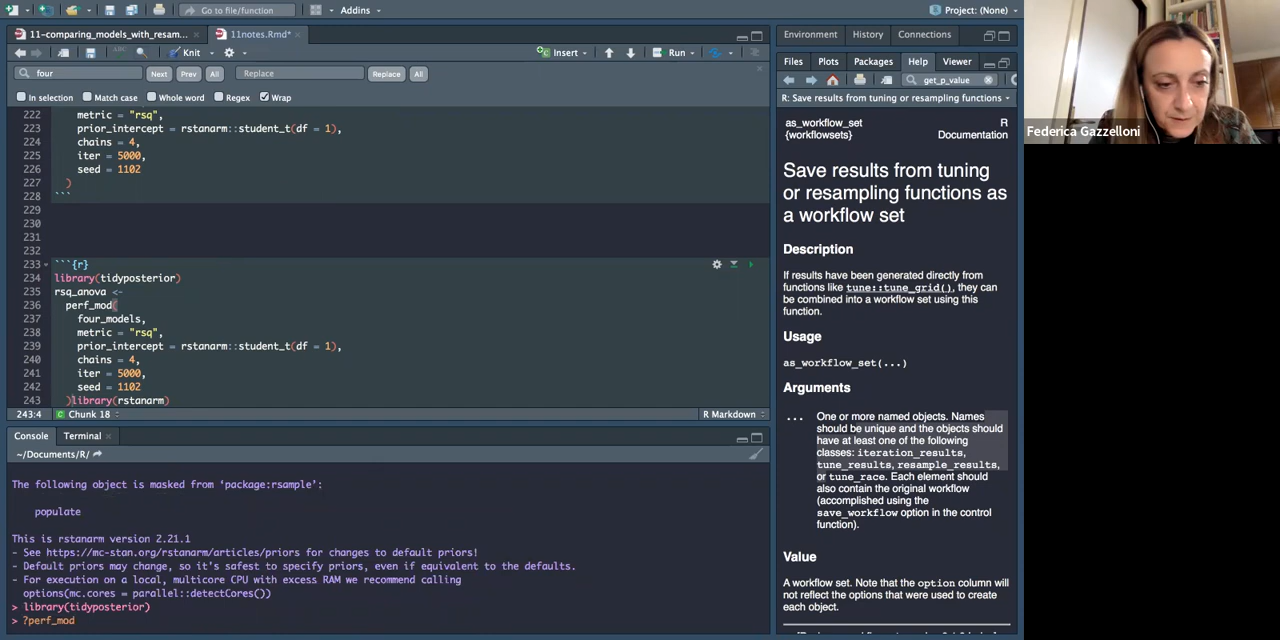 Go to file/function
Addins
Project: (None)
11-comparing_models_with_resam...
11notes.Rmd*
Knit
Insert
Run
four
Next
Prev
All
Replace
Replace
All
In selection
Match case
Whole word
Regex
Wrap
222 metric = "rsq",
223 prior_intercept = rstanarm::student_t(df = 1),
224 chains = 4,
225 iter = 5000,
226 seed = 1102
227 )
228 ```
229
230
231
232
233 ```{r}
234 library(tidyposterior)
235 rsq_anova <-
236 perf_mod(
237 four_models,
238 metric = "rsq",
239 prior_intercept = rstanarm::student_t(df = 1),
240 chains = 4,
241 iter = 5000,
242 seed = 1102
243 )library(rstanarm)
243:4
Chunk 18
R Markdown
Console
Terminal
~/Documents/R/
The following object is masked from ‘package:rsample’:
populate
This is rstanarm version 2.21.1
- See https://mc-stan.org/rstanarm/articles/priors for changes to default priors!
- Default priors may change, so it's safest to specify priors, even if equivalent to the defaults.
- For execution on a local, multicore CPU with excess RAM we recommend calling
options(mc.cores = parallel::detectCores())
> library(tidyposterior)
> ?perf_mod
Environment
History
Connections
Files
Plots
Packages
Help
Viewer
get_p_value
R: Save results from tuning or resampling functions
as_workflow_set
{workflowsets}
R
Documentation
Save results from tuning
or resampling functions as
a workflow set
Description
If results have been generated directly from
functions like tune::tune_grid(), they can
be combined into a workflow set using this
function.
Usage
as_workflow_set(...)
Arguments
... One or more named objects. Names
should be unique and the objects should
have at least one of the following
classes: iteration_results,
tune_results, resample_results,
or tune_race. Each element should
also contain the original workflow
(accomplished using the
save_workflow option in the control
function).
Value
A workflow set. Note that the option column will
not reflect the options that were used to create
each object.
Federica Gazzelloni